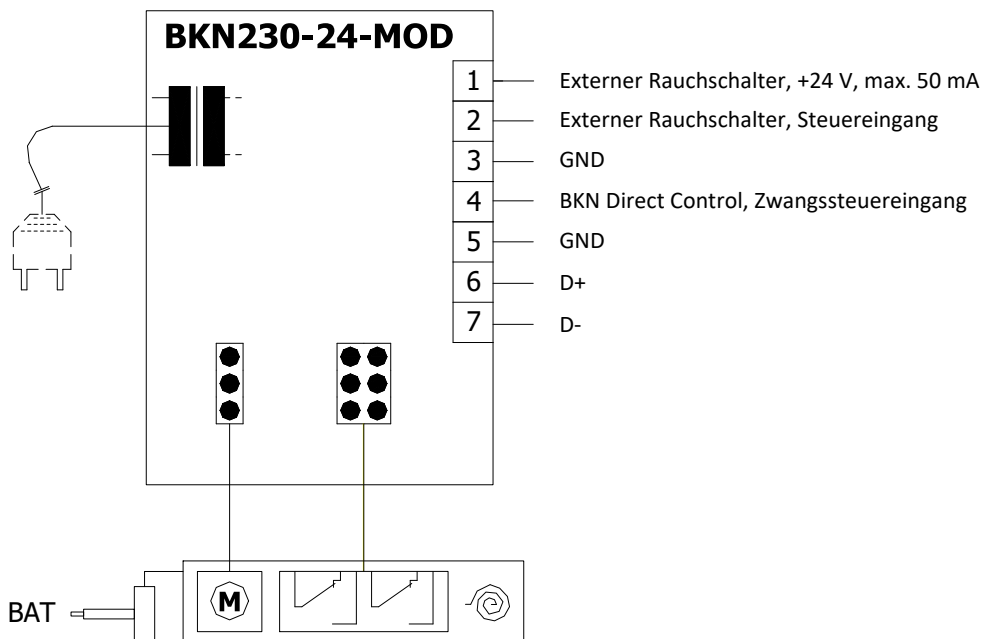 BKN230-24-MOD
1 Externer Rauchschalter, +24 V, max. 50 mA
2 Externer Rauchschalter, Steuereingang
3 GND
4 BKN Direct Control, Zwangssteuereingang
5 GND
6 D+
7 D-
BAT
M